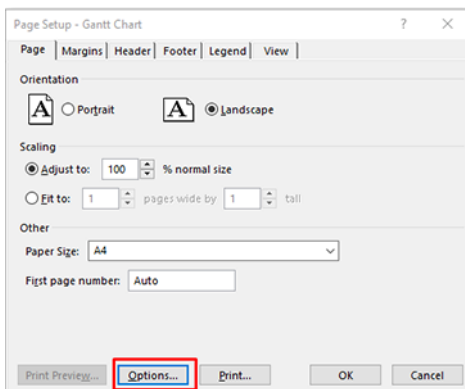 Page Setup - Gantt Chart ? ×
Page Margins Header Footer Legend View
Orientation
A Portrait A Landscape
Scaling
Adjust to: 100 % normal size
Fit to: 1 pages wide by 1 tall
Other
Paper Size: A4
First page number: Auto
Print Preview... Options... Print... OK Cancel